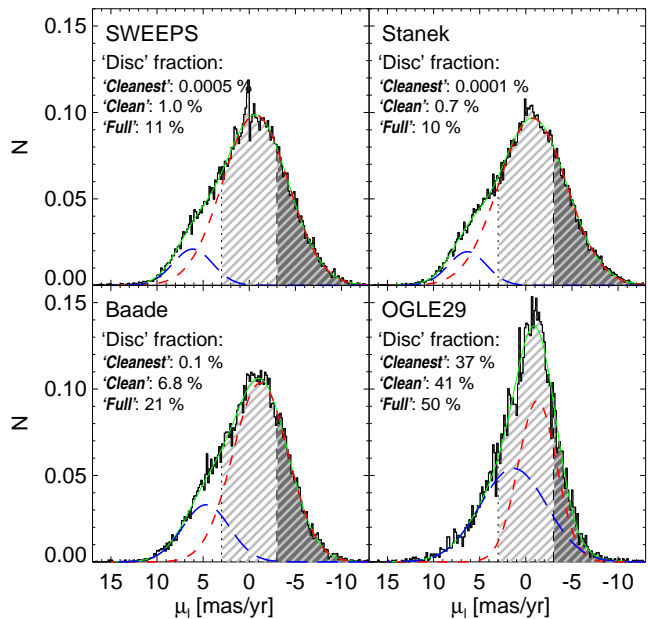 SWEEPS
'Disc' fraction:
'Cleanest': 0.0005 %
'Clean': 1.0 %
'Full': 11 %
0.15
0.10
0.05
0.00
N
Stanek
'Disc' fraction:
'Cleanest': 0.0001 %
'Clean': 0.7 %
'Full': 10 %
Baade
'Disc' fraction:
'Cleanest': 0.1 %
'Clean': 6.8 %
'Full': 21 %
0.15
0.10
0.05
0.00
N
15 10 5 0 -5 -10
μl [mas/yr]
OGLE29
'Disc' fraction:
'Cleanest': 37 %
'Clean': 41 %
'Full': 50 %
15 10 5 0 -5 -10
μl [mas/yr]